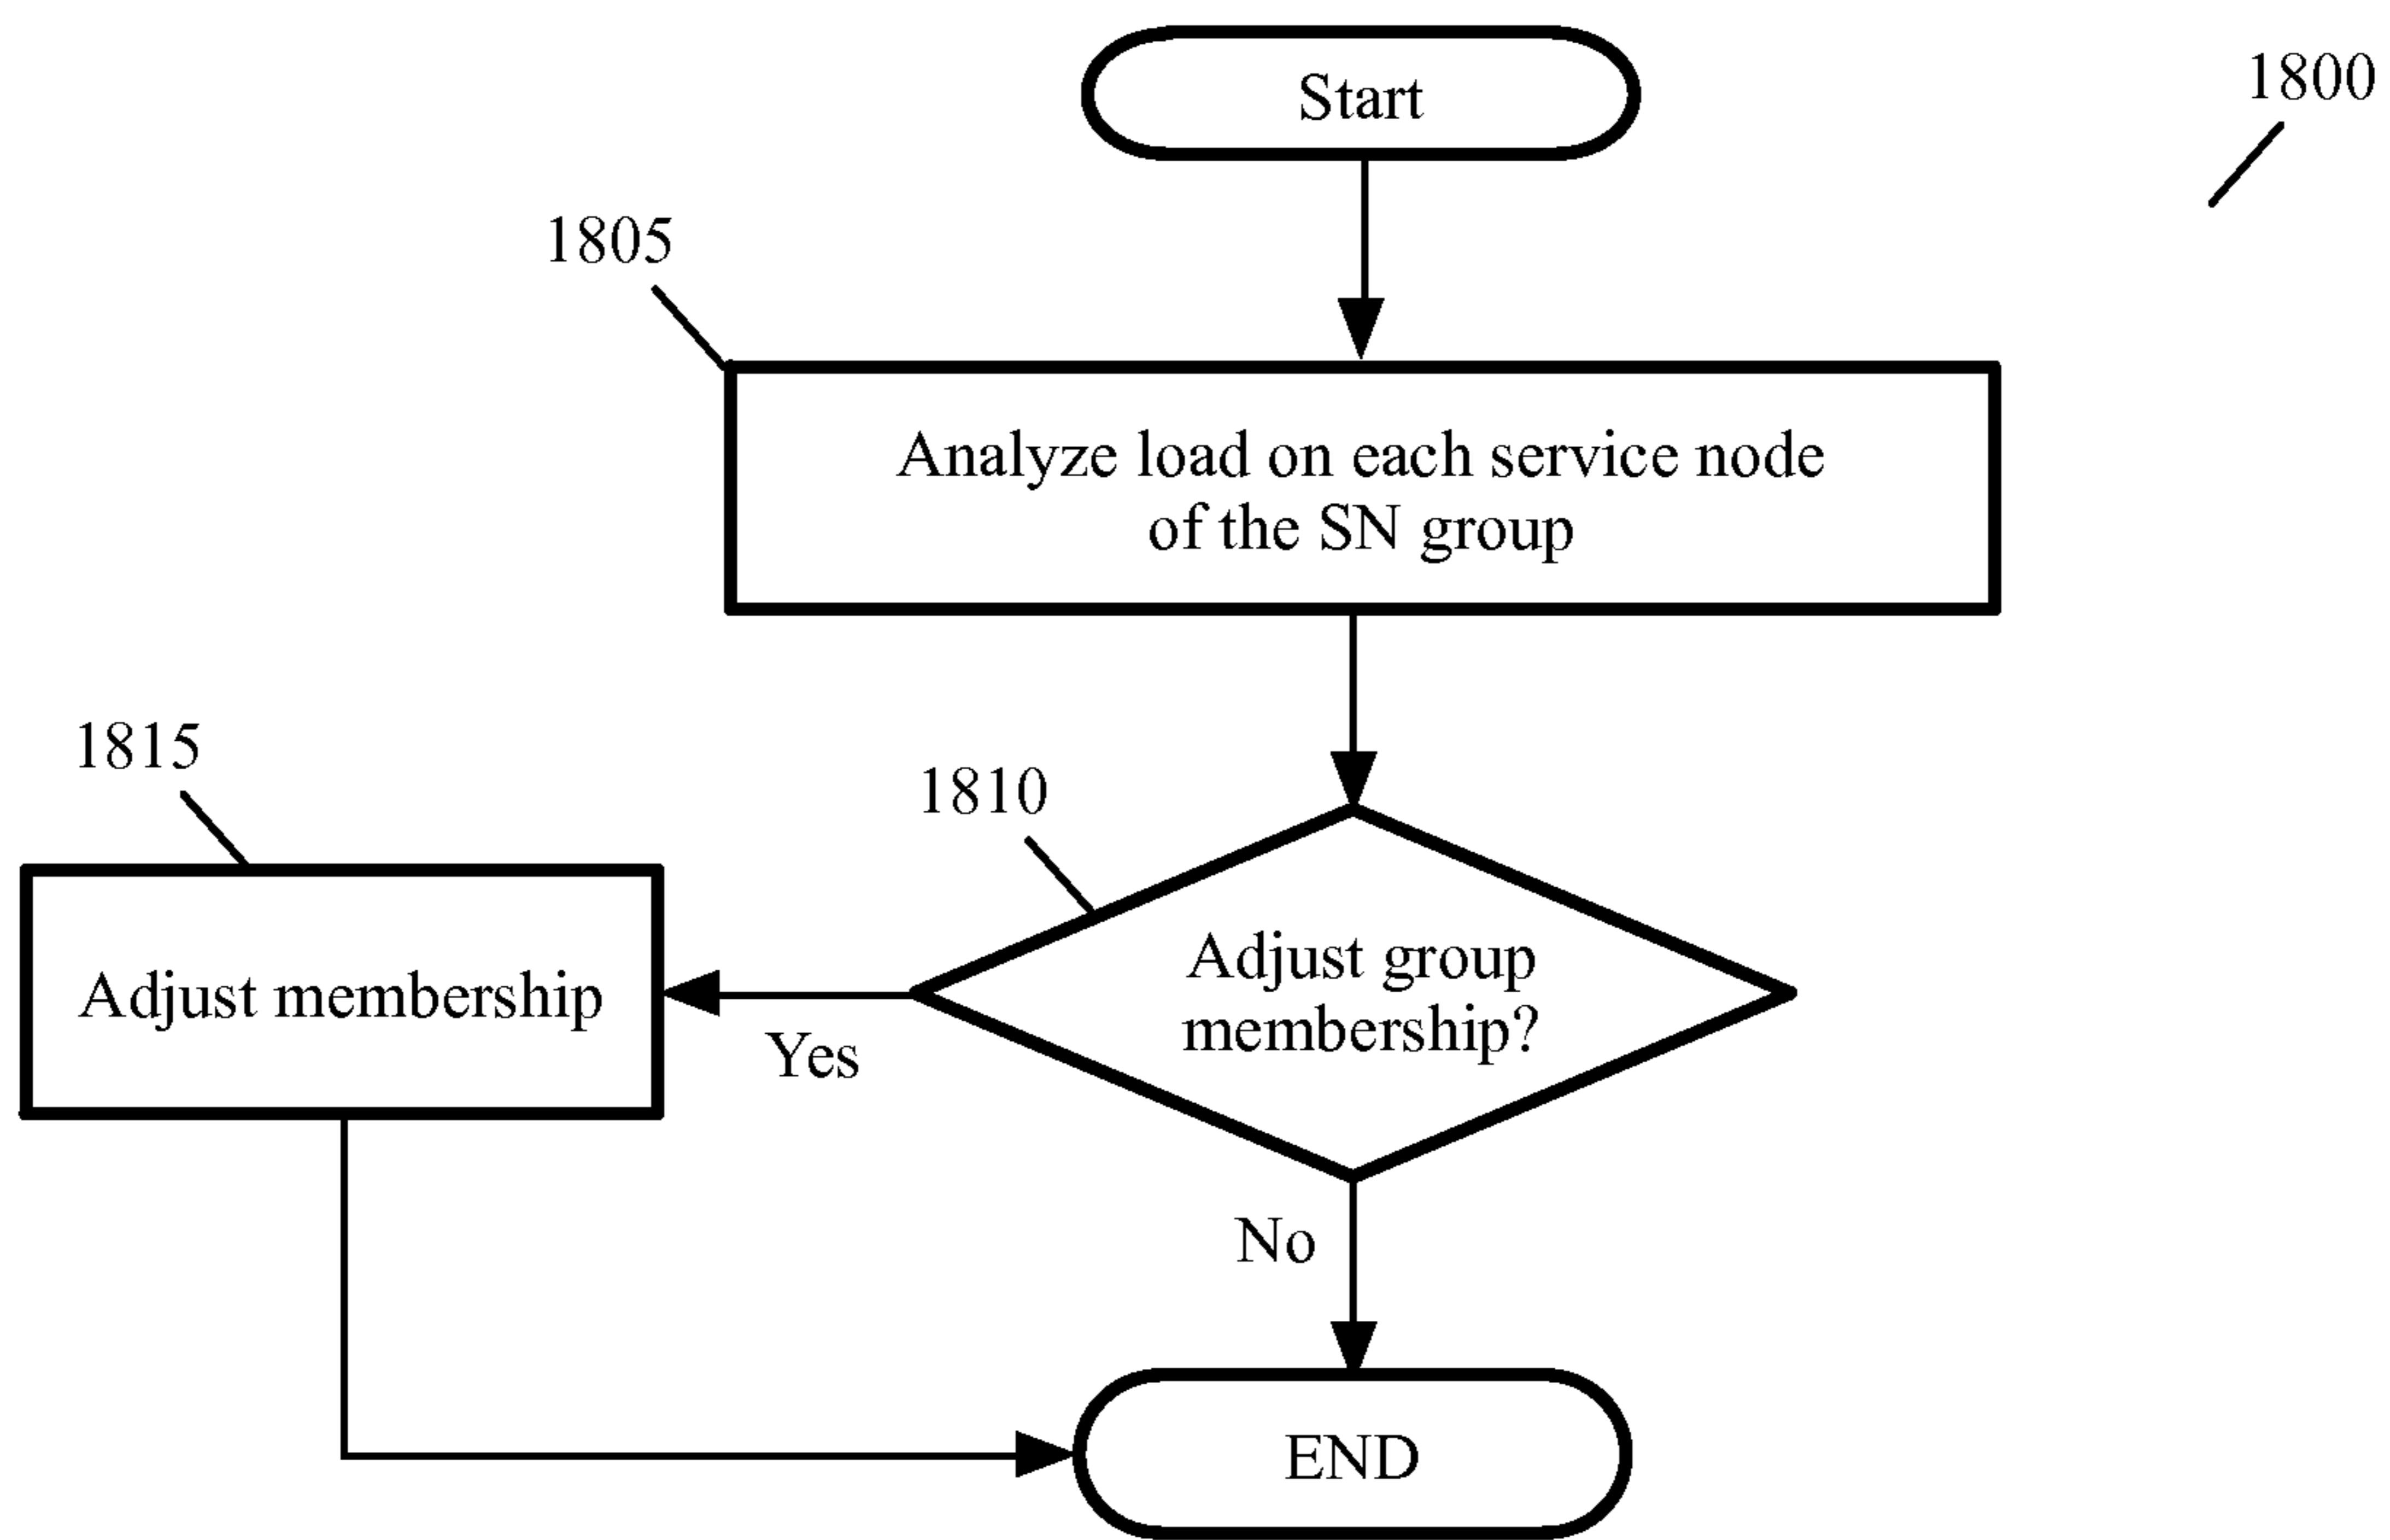 Start
1800
1805
Analyze load on each service node
of the SN group
1815
1810
Adjust group
membership?
Adjust membership
Yes
No
END